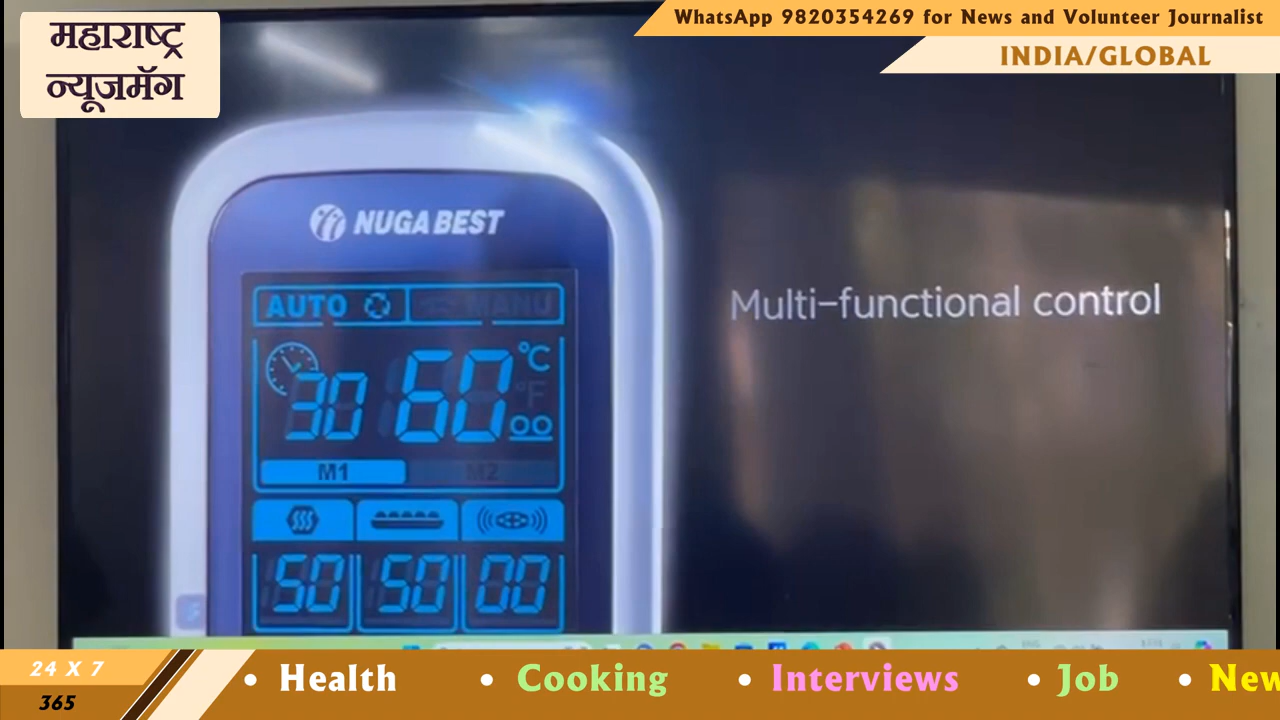 महाराष्ट्र
न्यूजमॅग
WhatsApp 9820354269 for News and Volunteer Journalist
INDIA/GLOBAL
NUGA BEST
AUTO MANU
30 60 °C
°F
M1 M2
50 50 00
Multi-functional control
24 X 7
365
• Health • Cooking • Interviews • Job • New